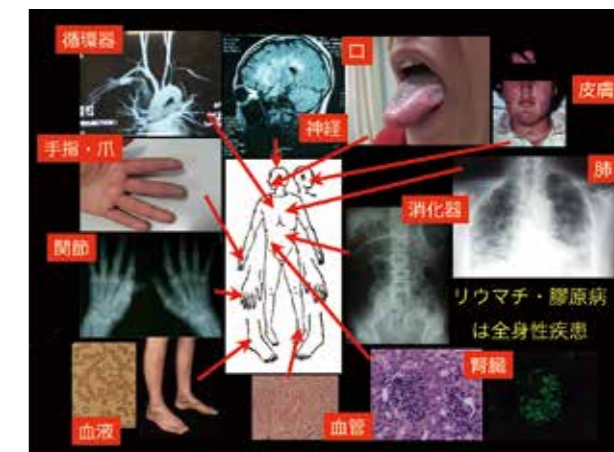 循環器
神経
口
皮膚
手指・爪
肺
消化器
関節
リウマチ・膠原病
は全身性疾患
腎臓
血液
血管